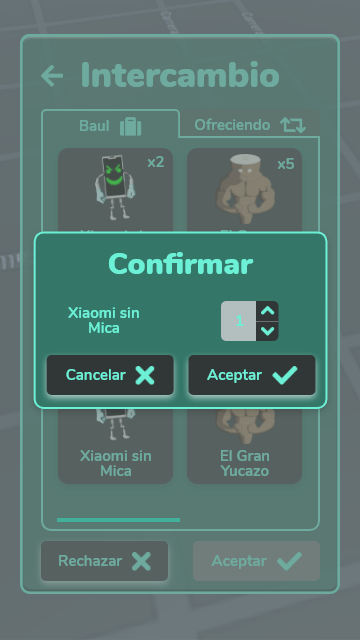 Intercambio
Baul
Ofreciendo
x2
x5
Confirmar
Xiaomi sin
Mica
1
Cancelar
Aceptar
Xiaomi sin
Mica
El Gran
Yucazo
Rechazar
Aceptar